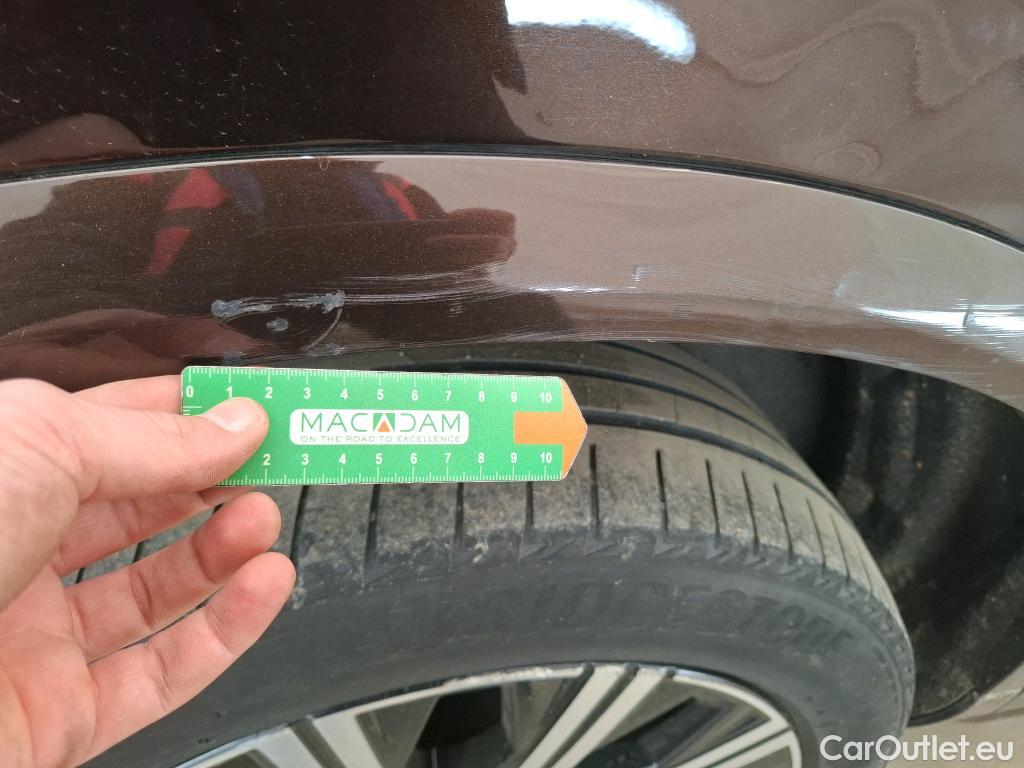 0 1 2 3 4 5 6 7 8 9 10
MACADAM
ON THE ROAD TO EXCELLENCE
2 3 4 5 6 7 8 9 10
BRIDGESTONE
CarOutlet.eu